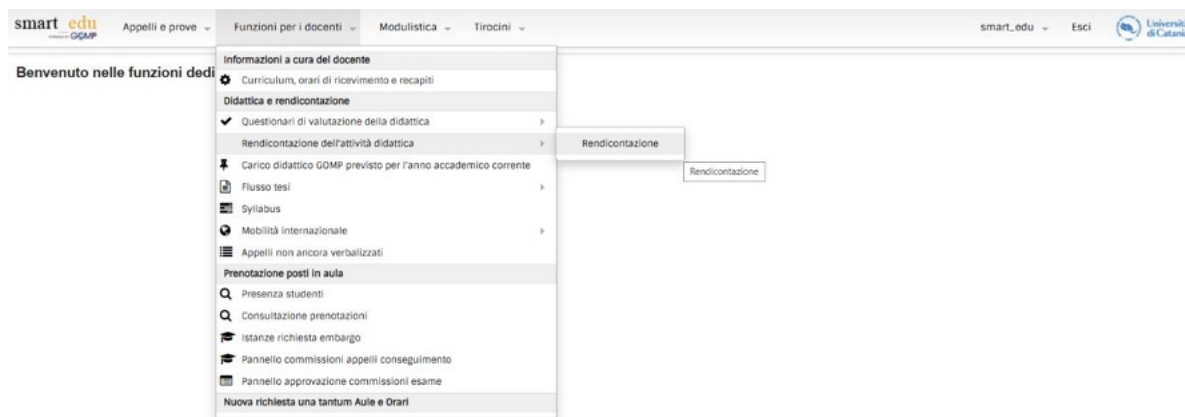 smart_edu
GOMP
Appelli e prove
Funzioni per i docenti
Modulistica
Tirocini
smart_edu
Esci
Università
di Catania
Benvenuto nelle funzioni dedi
Informazioni a cura del docente
Curriculum, orari di ricevimento e recapiti
Didattica e rendicontazione
Questionari di valutazione della didattica
Rendicontazione dell'attività didattica
Rendicontazione
Rendicontazione
Carico didattico GOMP previsto per l'anno accademico corrente
Flusso tesi
Syllabus
Mobilità internazionale
Appelli non ancora verbalizzati
Prenotazione posti in aula
Presenza studenti
Consultazione prenotazioni
Istanze richiesta embargo
Pannello commissioni appelli conseguimento
Pannello approvazione commissioni esame
Nuova richiesta una tantum Aule e Orari